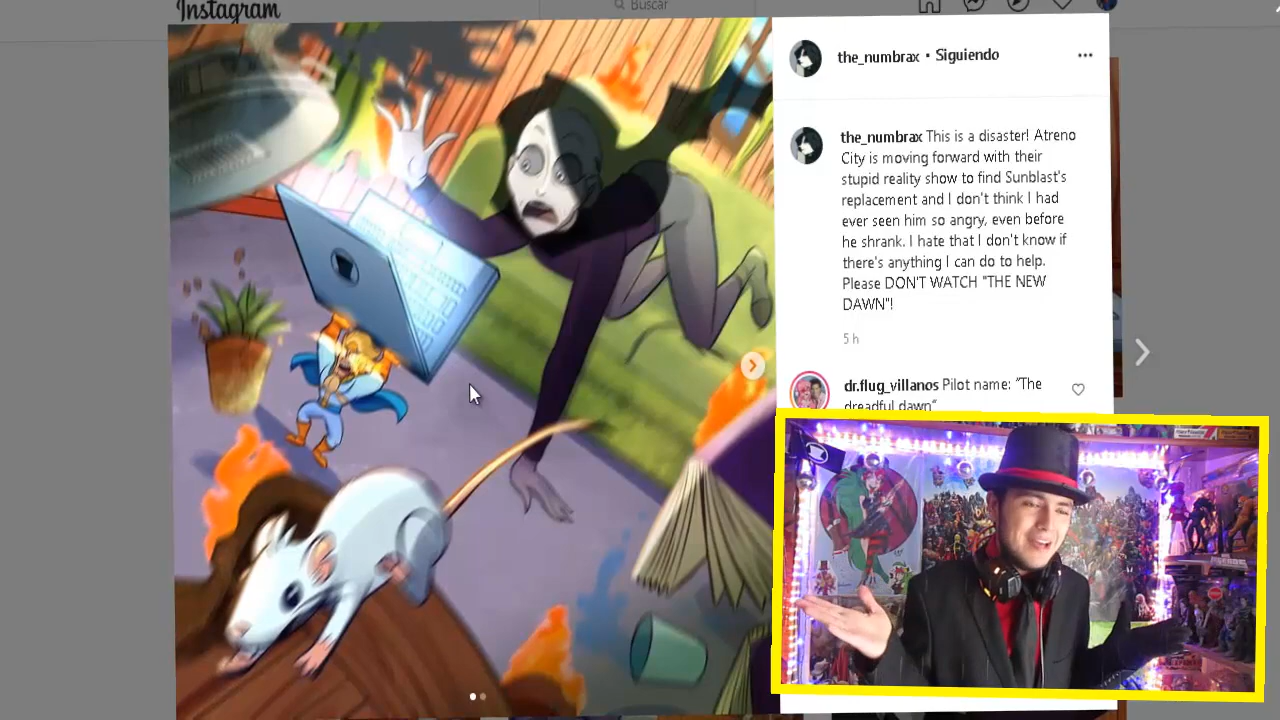 Instagram
Buscar
the_numbrax • Siguiendo
the_numbrax This is a disaster! Atreno
City is moving forward with their
stupid reality show to find Sunblast's
replacement and I don't think I had
ever seen him so angry, even before
he shrank. I hate that I don't know if
there's anything I can do to help.
Please DON'T WATCH "THE NEW
DAWN"!
5 h
dr.flug_villanos Pilot name: "The
dreadful dawn"